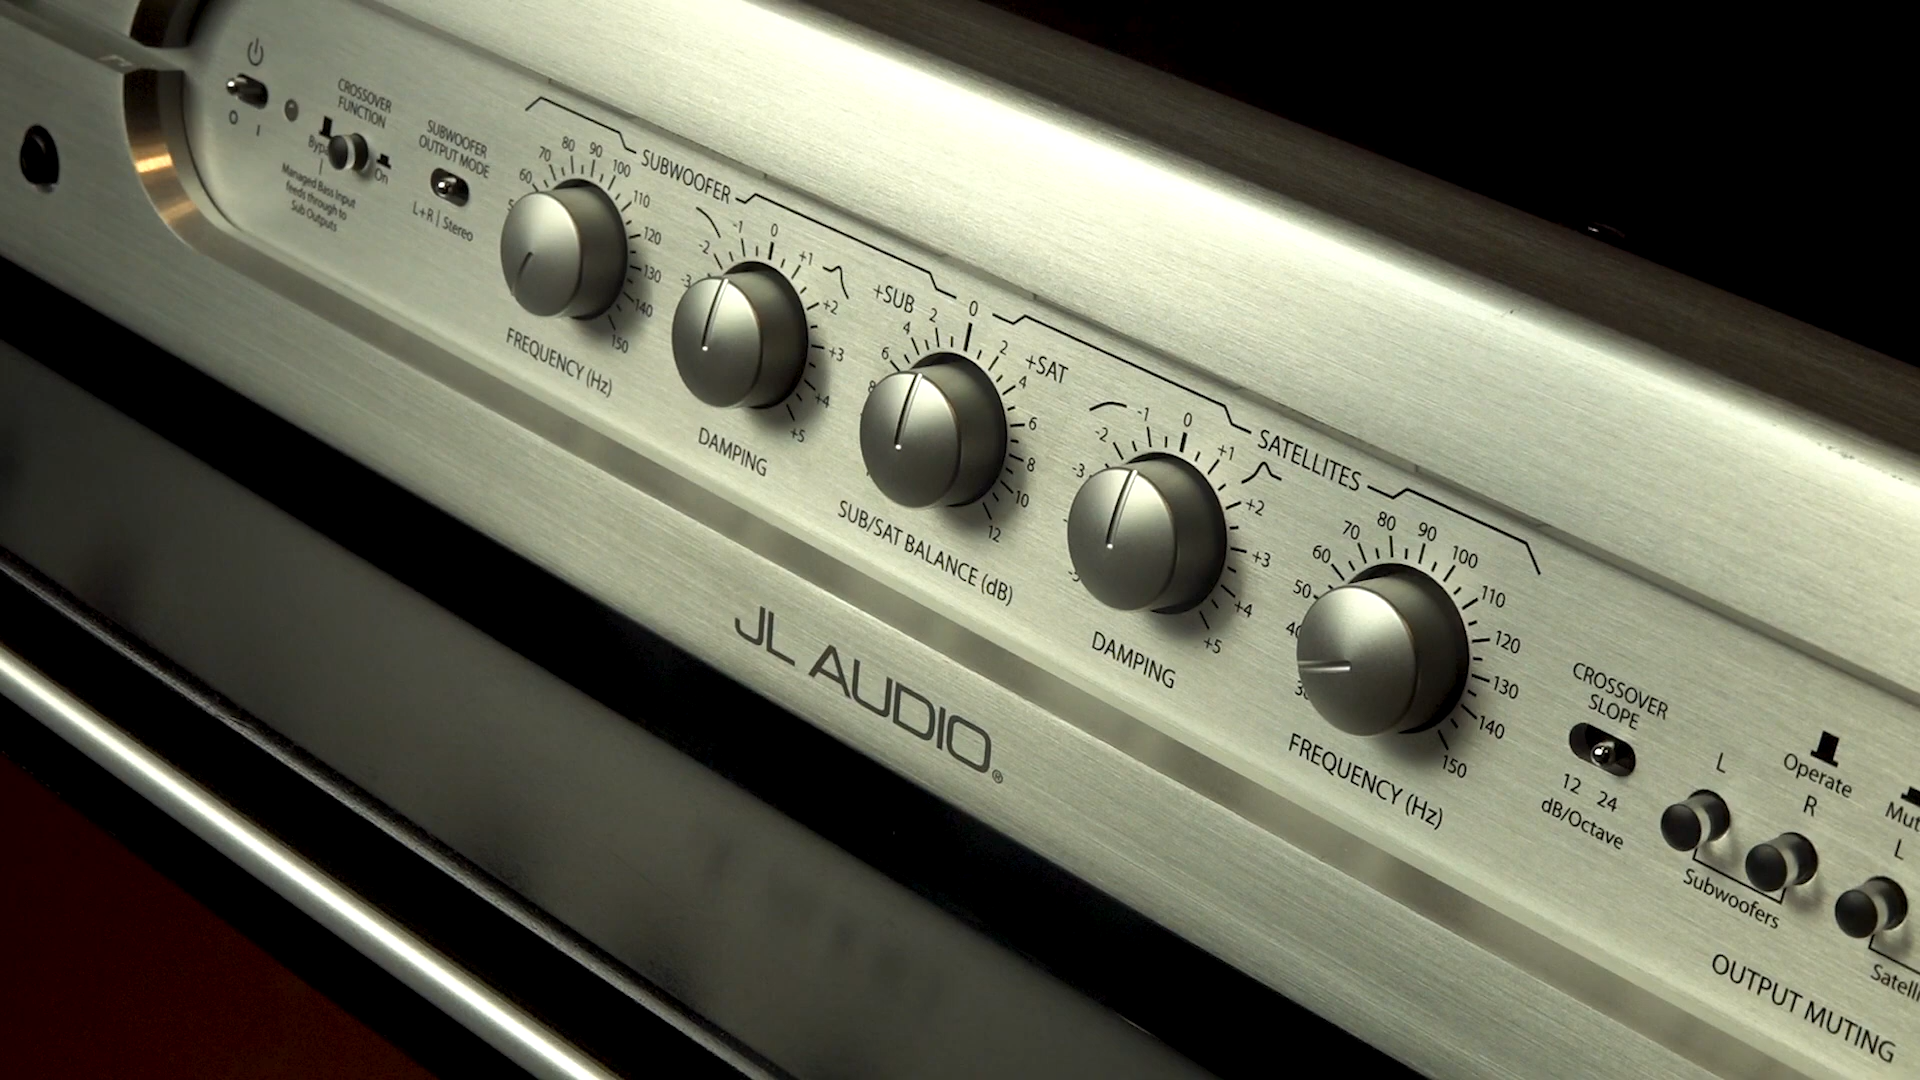 O I
CROSSOVER
FUNCTION
On
Managed Bass Input
feeds through to
Sub Outputs
SUBWOOFER
OUTPUT MODE
L+R | Stereo
SUBWOOFER
60 70 80 90 100 110 120 130 140 150
FREQUENCY (Hz)
-3 -2 -1 0 +1 +2 +3 +4 +5
DAMPING
+SUB
+SAT
8 6 4 2 0 2 4 6 8 10 12
SUB/SAT BALANCE (dB)
SATELLITES
-3 -2 -1 0 +1 +2 +3 +4 +5
DAMPING
50 60 70 80 90 100 110 120 130 140 150
FREQUENCY (Hz)
CROSSOVER
SLOPE
12 24
dB/Octave
Operate
L R
L
Subwoofers
OUTPUT MUTING
JL AUDIO®